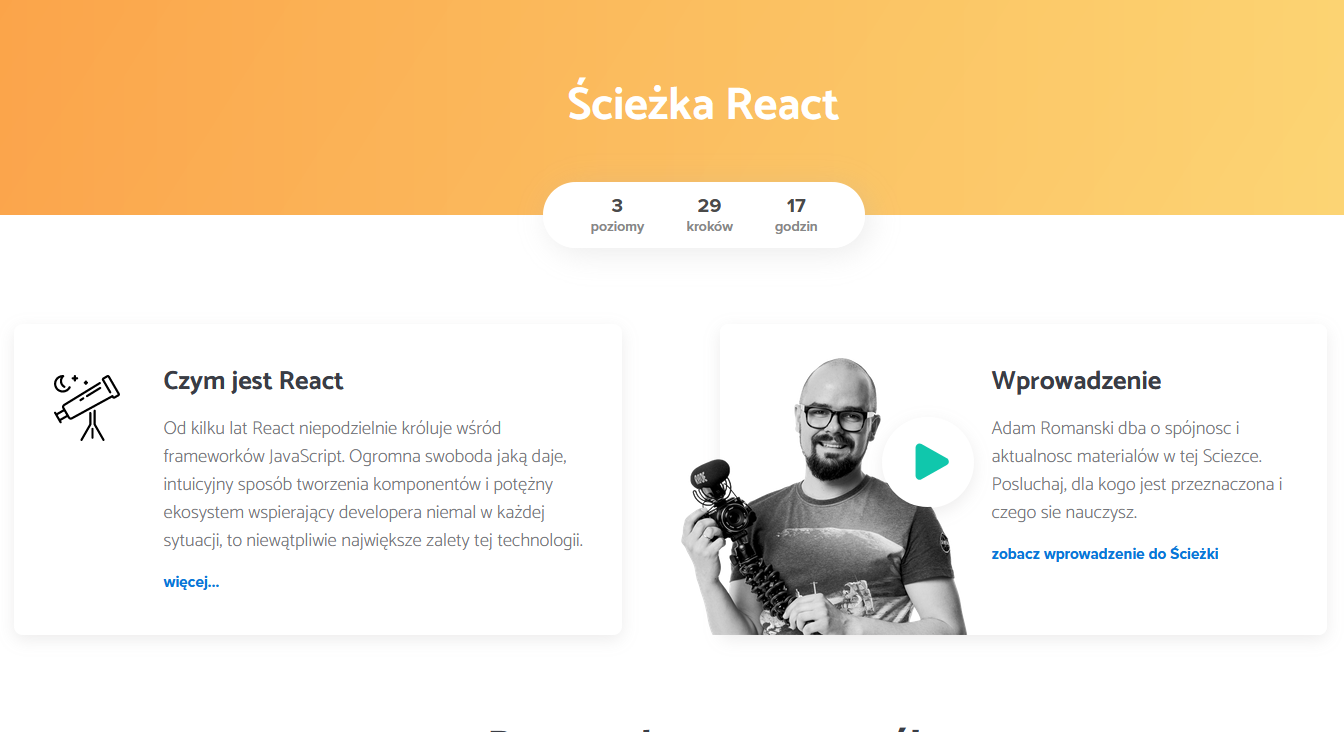 Ścieżka React
3
poziomy
29
kroków
17
godzin
Czym jest React
Od kilku lat React niepodzielnie króluje wśród
frameworków JavaScript. Ogromna swoboda jaką daje,
intuicyjny sposób tworzenia komponentów i potężny
ekosystem wspierający developera niemal w każdej
sytuacji, to niewątpliwie największe zalety tej technologii.
więcej...
RODE
Wprowadzenie
Adam Romanski dba o spójnosc i
aktualnosc materialów w tej Sciezce.
Posluchaj, dla kogo jest przeznaczona i
czego sie nauczysz.
zobacz wprowadzenie do Ścieżki